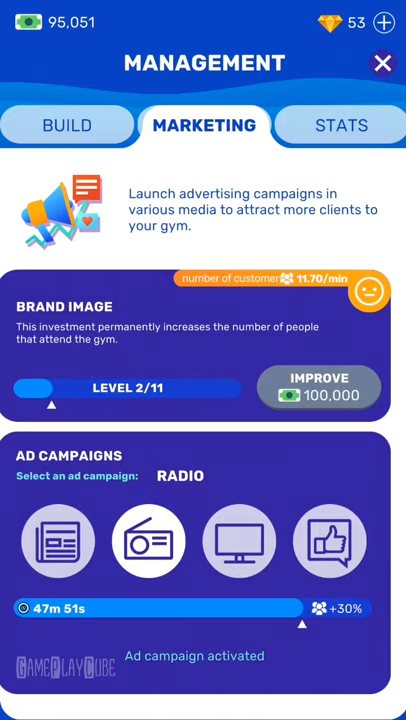 95,051
53
MANAGEMENT
BUILD
MARKETING
STATS
Launch advertising campaigns in
various media to attract more clients to
your gym.
number of customer 11.70/min
BRAND IMAGE
This investment permanently increases the number of people
that attend the gym.
LEVEL 2/11
IMPROVE
100,000
AD CAMPAIGNS
Select an ad campaign: RADIO
47m 51s
+30%
Ad campaign activated
GAMEPLAYCUBE